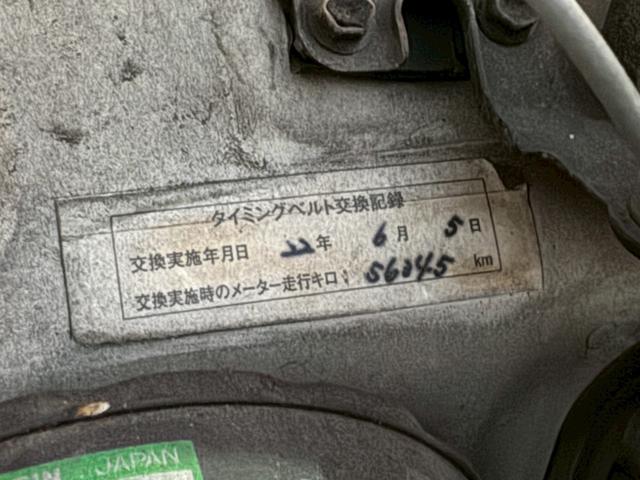 タイミングベルト交換記録
交換実施年月日 22年 6月 5日
交換実施時のメーター走行キロ: 56045 km
JAPAN